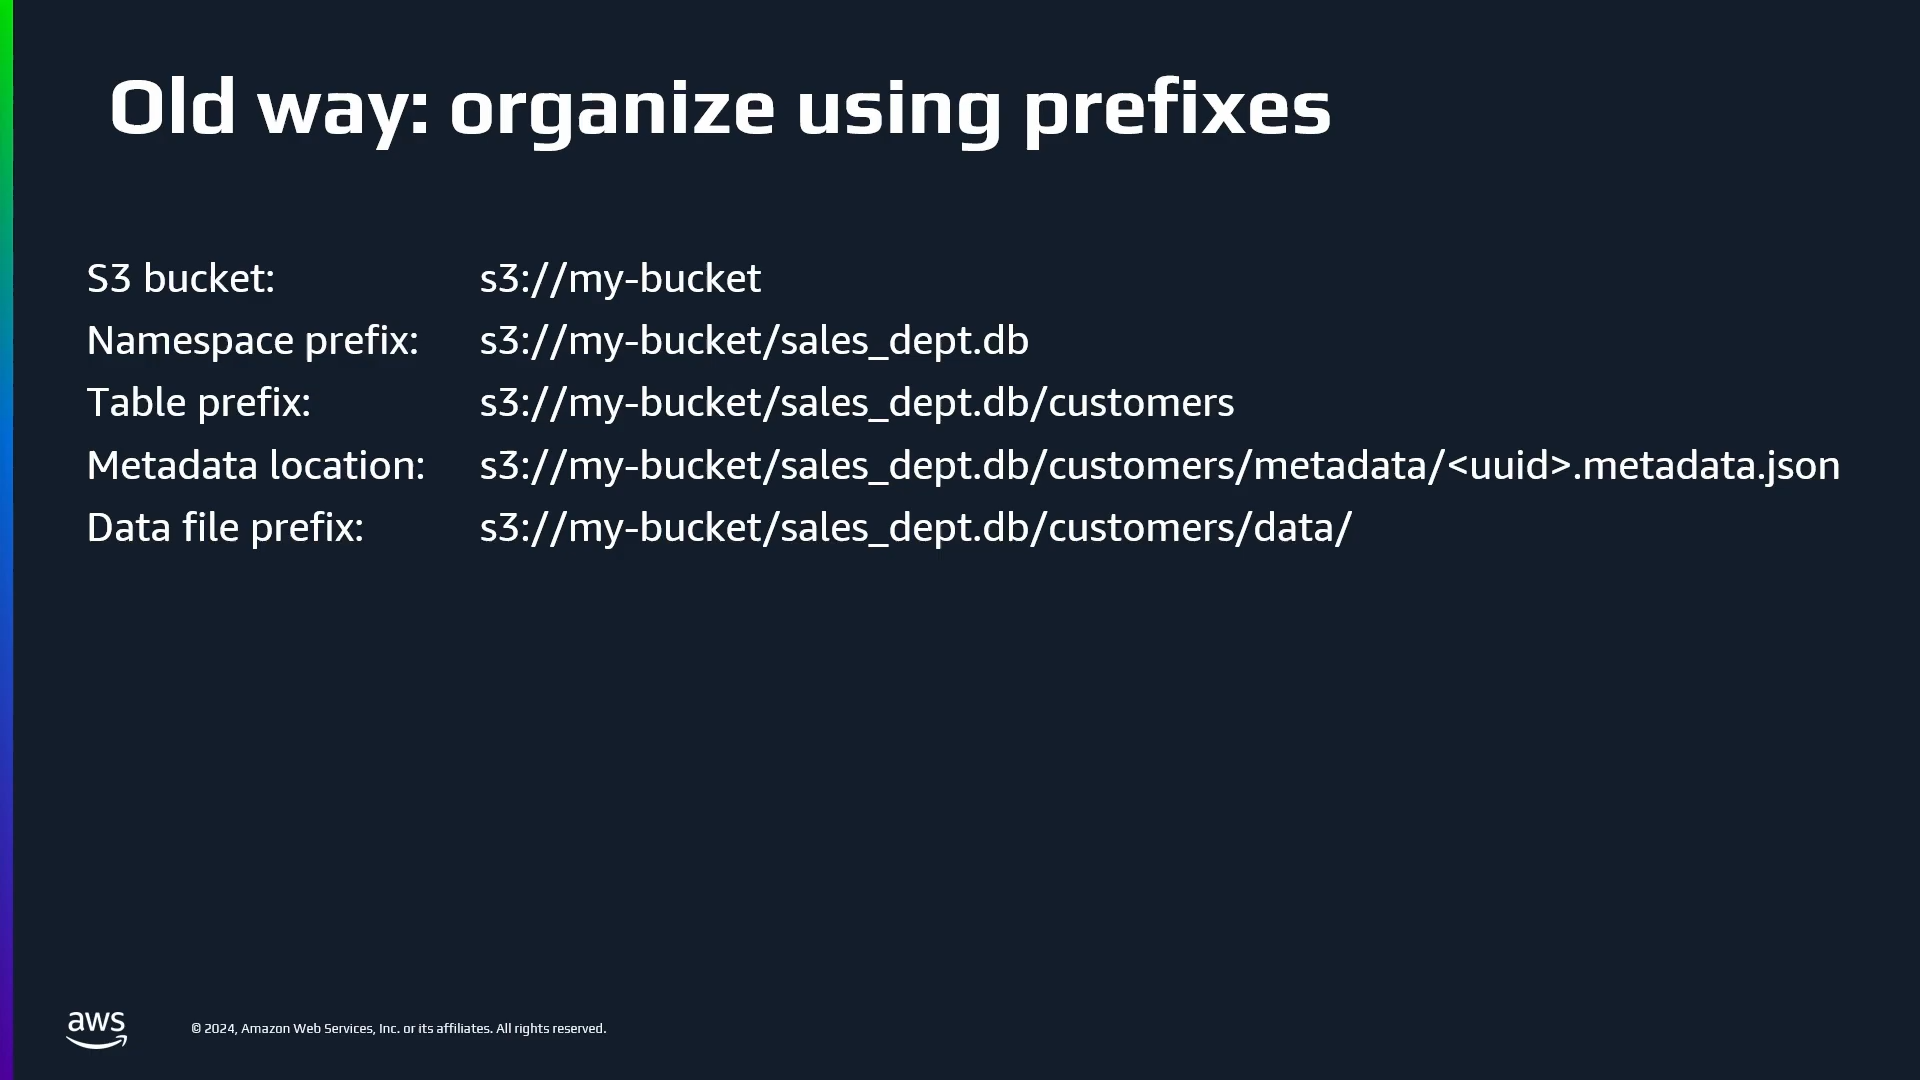 Old way: organize using prefixes
S3 bucket: s3://my-bucket
Namespace prefix: s3://my-bucket/sales_dept.db
Table prefix: s3://my-bucket/sales_dept.db/customers
Metadata location: s3://my-bucket/sales_dept.db/customers/metadata/<uuid>.metadata.json
Data file prefix: s3://my-bucket/sales_dept.db/customers/data/
aws
© 2024, Amazon Web Services, Inc. or its affiliates. All rights reserved.